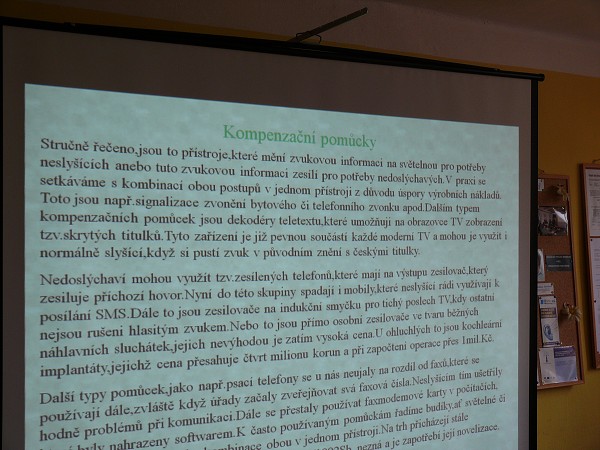 Kompenzační pomůcky
Stručně řečeno,jsou to přístroje,které mění zvukovou informaci na světelnou pro potřeby
neslyšících anebo tuto zvukovou informaci zesílí pro potřeby nedoslýchavých.V praxi se
setkáváme s kombinací obou postupů v jednom přístroji z důvodu úspory výrobních nákladů.
Toto jsou např.signalizace zvonění bytového či telefonního zvonku apod.Dalším typem
kompenzačních pomůcek jsou dekodéry teletextu,které umožňují na obrazovce TV zobrazení
tzv.skrytých titulků.Tyto zařízení je již pevnou součástí každé moderní TV a mohou je využít i
normálně slyšící,když si pustí zvuk v původním znění s českými titulky.
Nedoslýchaví mohou využít tzv.zesílených telefonů,které mají na výstupu zesilovač,který
zesiluje příchozí hovor.Nyní do této skupiny spadají i mobily,které neslyšící rádi využívají k
posílání SMS.Dále to jsou zesilovače na indukční smyčku pro tichý poslech TV,kdy ostatní
nejsou rušeni hlasitým zvukem.Nebo to jsou přímo osobní zesilovače ve tvaru běžných
náhlavních sluchátek,jejich nevýhodou je zatím vysoká cena.U ohluchlých to jsou kochleární
implantáty,jejichž cena přesahuje čtvrt milionu korun a při započtení operace přes 1mil.Kč.
Další typy pomůcek,jako např.psací telefony se u nás neujaly na rozdíl od faxů,které se
používají dále,zvláště když úřady začaly zveřejňovat svá faxová čísla.Neslyšícím tím ušetřily
hodně problémů při komunikaci.Dále se přestaly používat faxmodemové karty v počítačích,
byly nahrazeny softwarem.K často používaným pomůckám řadíme budíky,ať světelné či
kombinace obou v jednom přístroji.Na trh přicházejí stále
nezná a je zapotřebí její novelizace.